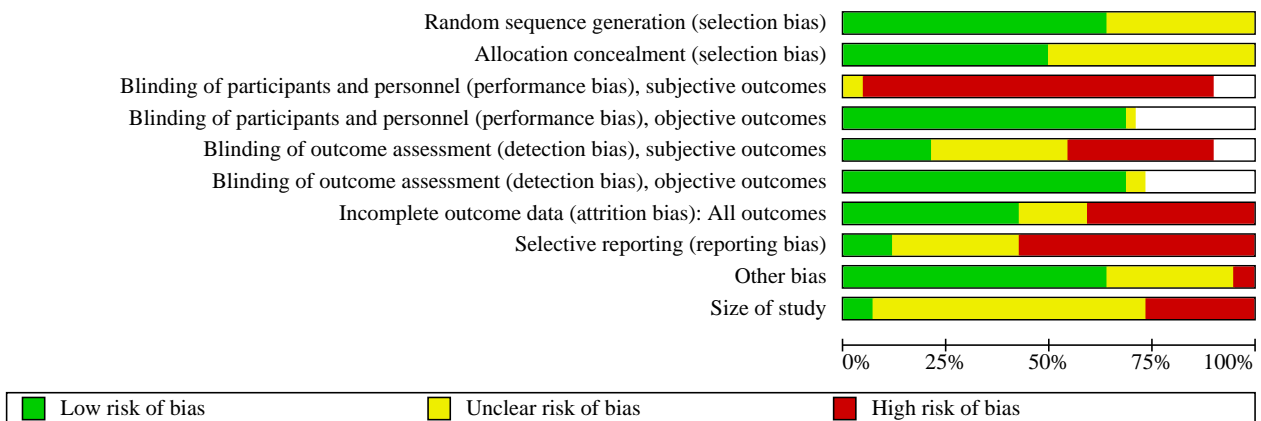 Random sequence generation (selection bias)
Allocation concealment (selection bias)
Blinding of participants and personnel (performance bias), subjective outcomes
Blinding of participants and personnel (performance bias), objective outcomes
Blinding of outcome assessment (detection bias), subjective outcomes
Blinding of outcome assessment (detection bias), objective outcomes
Incomplete outcome data (attrition bias): All outcomes
Selective reporting (reporting bias)
Other bias
Size of study
0% 25% 50% 75% 100%
Low risk of bias Unclear risk of bias High risk of bias